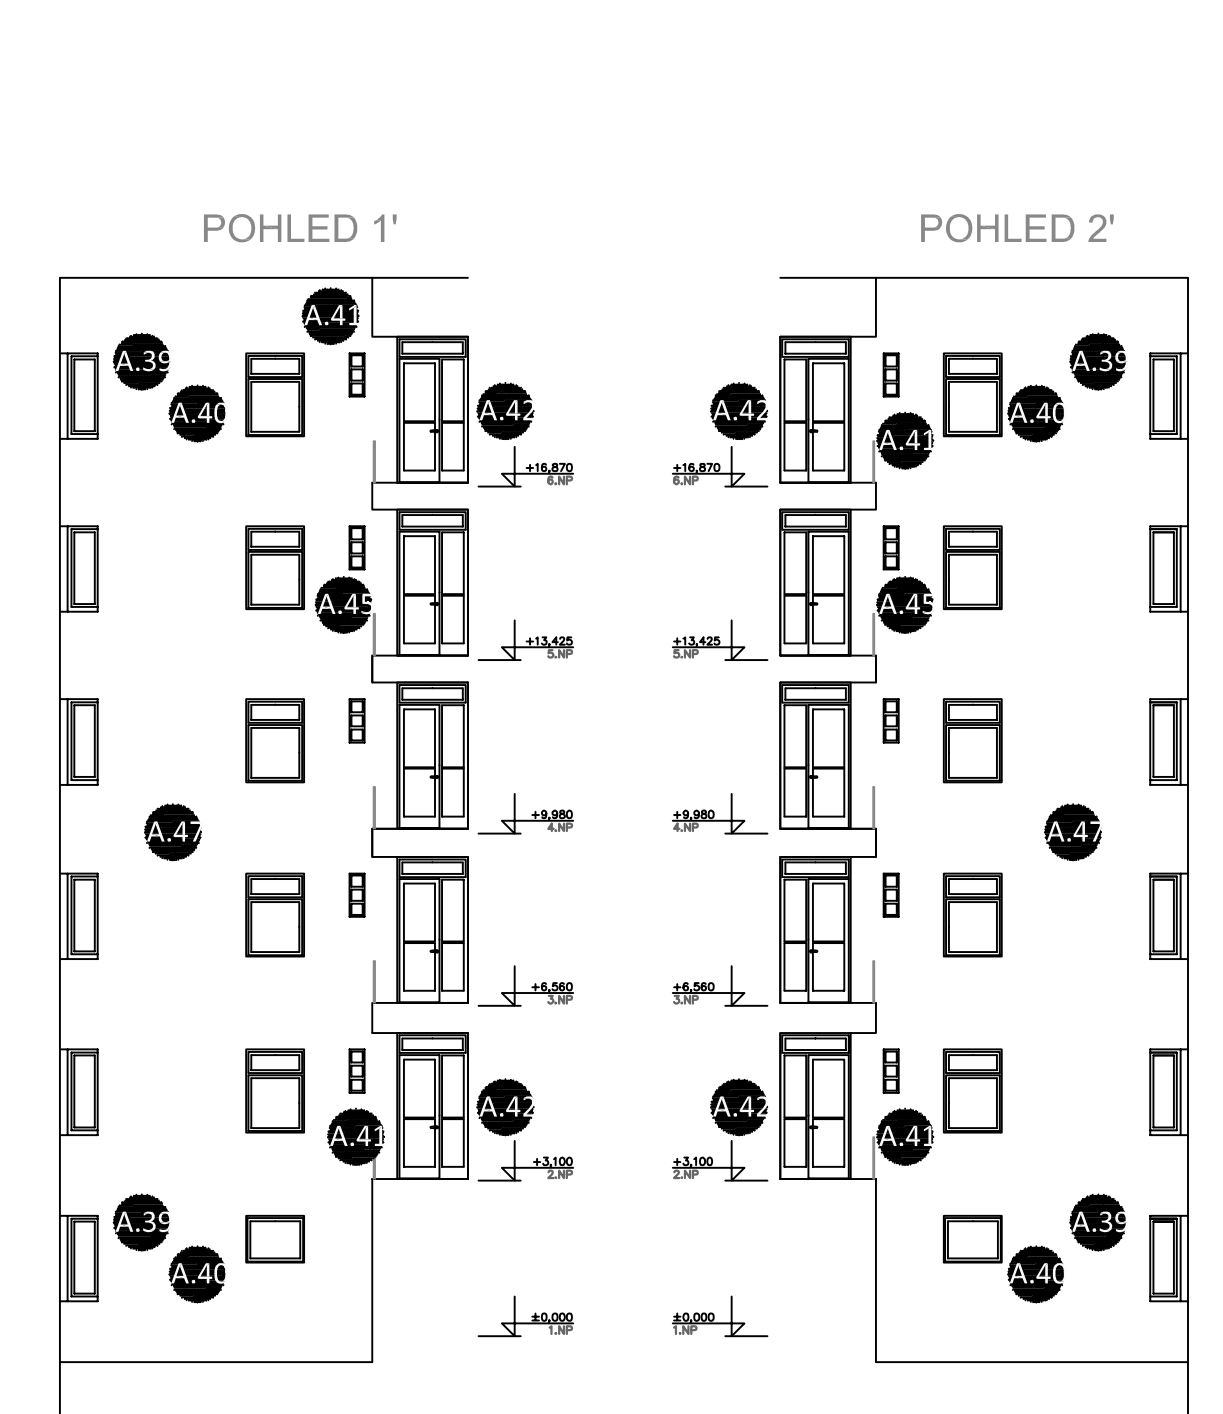 POHLED 1' POHLED 2'
A.41
A.39 A.39
A.40 A.42 A.42 A.40
A.41
+16,870 +16,870
6.NP 6.NP
A.45 A.45
+13,425 +13,425
5.NP 5.NP
+9,980 +9,980
4.NP 4.NP
A.47 A.47
+6,560 +6,560
3.NP 3.NP
A.42 A.42
A.41 A.41
+3,100 +3,100
2.NP 2.NP
A.39 A.39
A.40 A.40
±0,000 ±0,000
1.NP 1.NP